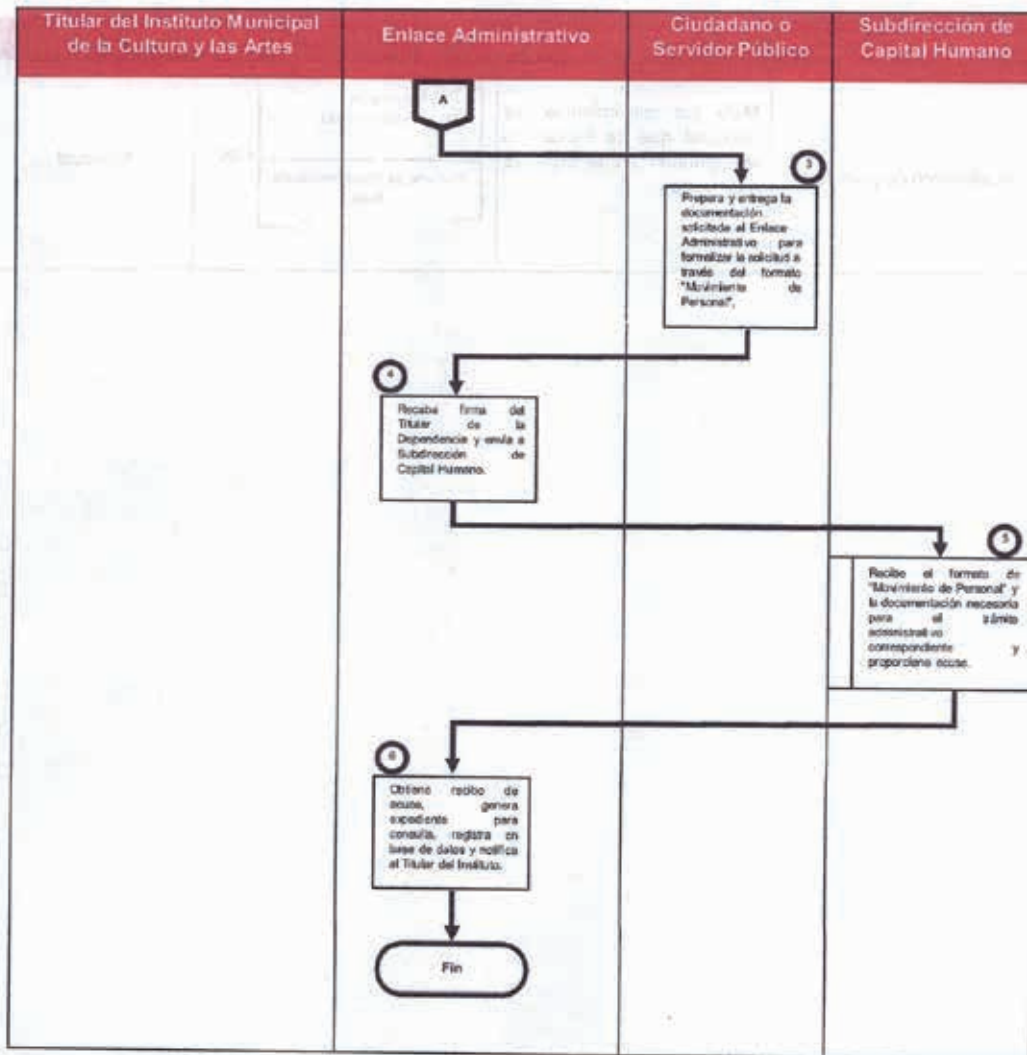 Titular del Instituto Municipal
de la Cultura y las Artes
Enlace Administrativo
Ciudadano o
Servidor Público
Subdirección de
Capital Humano
A
3
Prepara y entrega la
documentación
solicitada al Enlace
Administrativo para
formalizar la solicitud a
través del formato
"Movimiento de
Personal",
4
Recaba firma del
Titular de la
Dependencia y envía a
Subdirección de
Capital Humano.
5
Recibe el formato de
"Movimiento de Personal" y
la documentación necesaria
para el trámite
administrativo
correspondiente y
proporciona acuse.
6
Obtiene recibo de
acuse, genera
expediente para
consulta, registra en
base de datos y notifica
al Titular del Instituto.
Fin